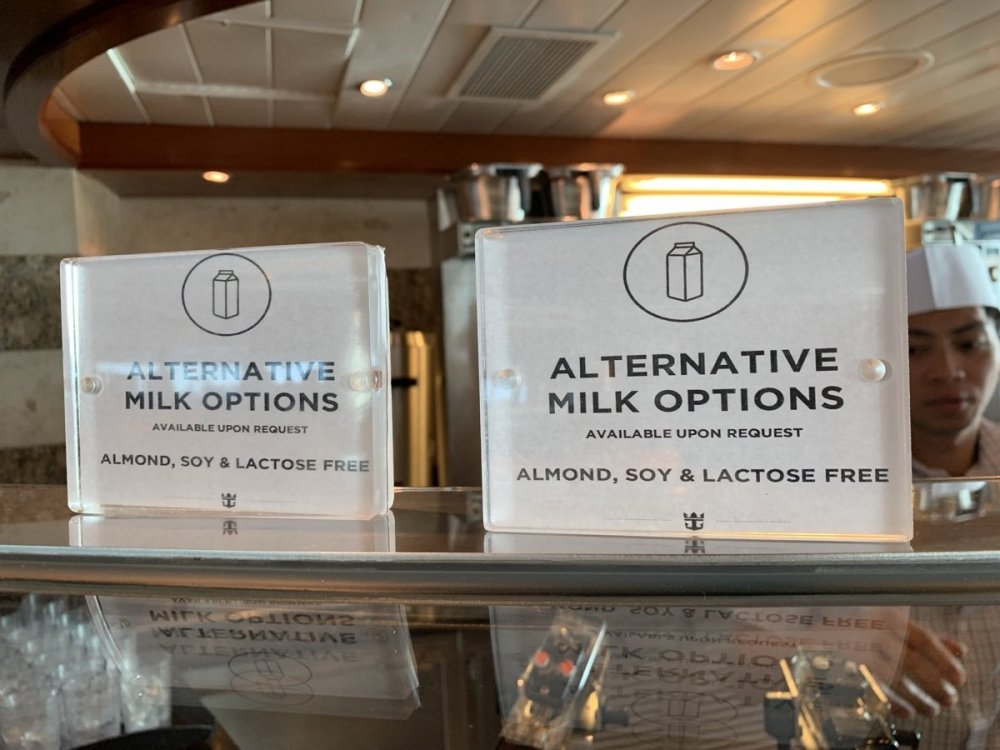 ALTERNATIVE
MILK OPTIONS
AVAILABLE UPON REQUEST
ALMOND, SOY & LACTOSE FREE
ALTERNATIVE
MILK OPTIONS
AVAILABLE UPON REQUEST
ALMOND, SOY & LACTOSE FREE